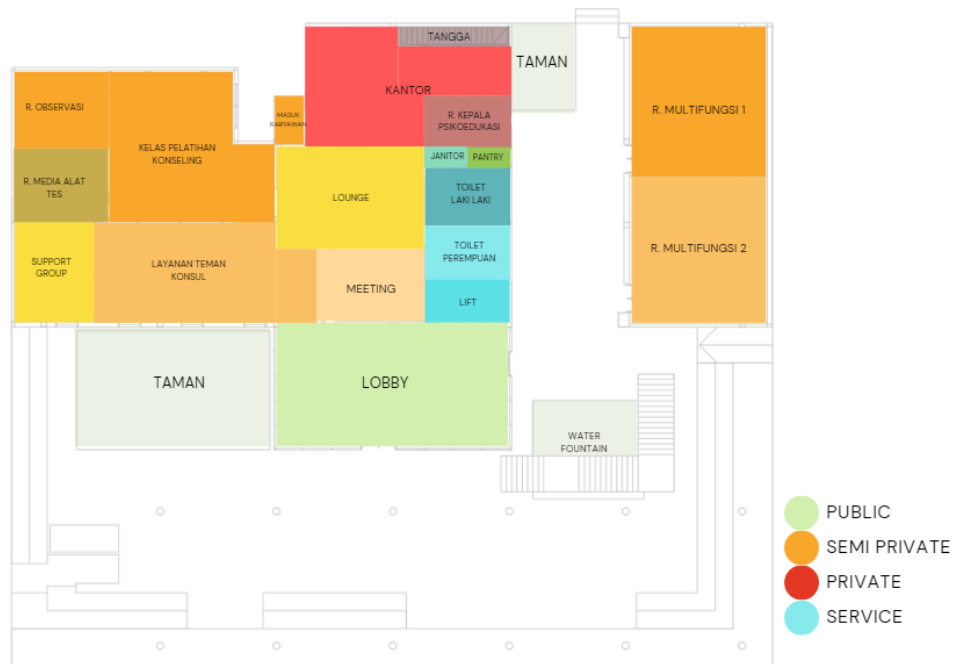 TANGGA
TAMAN
KANTOR
R. OBSERVASI
MASUK
KARYAWAN
R. KEPALA
PSIKOEDUKASI
R. MULTIFUNGSI 1
KELAS PELATIHAN
KONSELING
JANITOR
PANTRY
R. MEDIA ALAT
TES
LOUNGE
TOILET
LAKI LAKI
SUPPORT
GROUP
LAYANAN TEMAN
KONSUL
TOILET
PEREMPUAN
R. MULTIFUNGSI 2
MEETING
LIFT
TAMAN
LOBBY
WATER
FOUNTAIN
PUBLIC
SEMI PRIVATE
PRIVATE
SERVICE